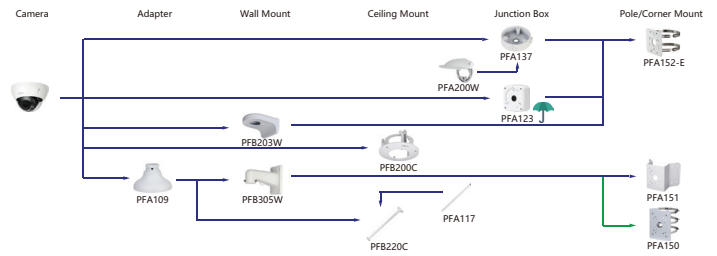 Camera
Adapter
Wall Mount
Ceiling Mount
Junction Box
Pole/Corner Mount
PFA137
PFA152-E
PFA200W
PFA123
PFB203W
PFB200C
PFA109
PFB305W
PFA151
PFA117
PFB220C
PFA150